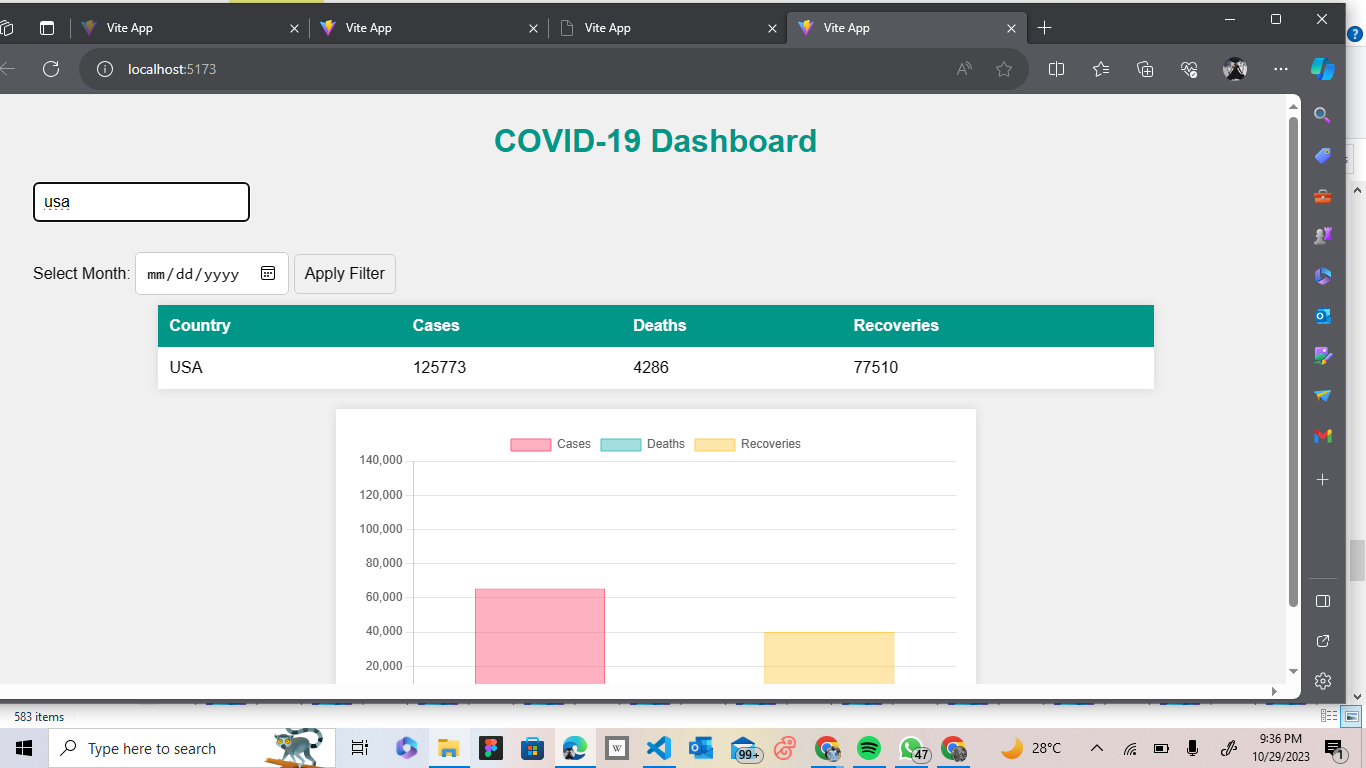 Vite App
Vite App
Vite App
Vite App
localhost:5173
COVID-19 Dashboard
usa
Select Month: mm/dd/yyyy Apply Filter
Country Cases Deaths Recoveries
USA 125773 4286 77510
Cases Deaths Recoveries
140,000
120,000
100,000
80,000
60,000
40,000
20,000
583 items
Type here to search
W
99+
47
28°C
9:36 PM
10/29/2023
1